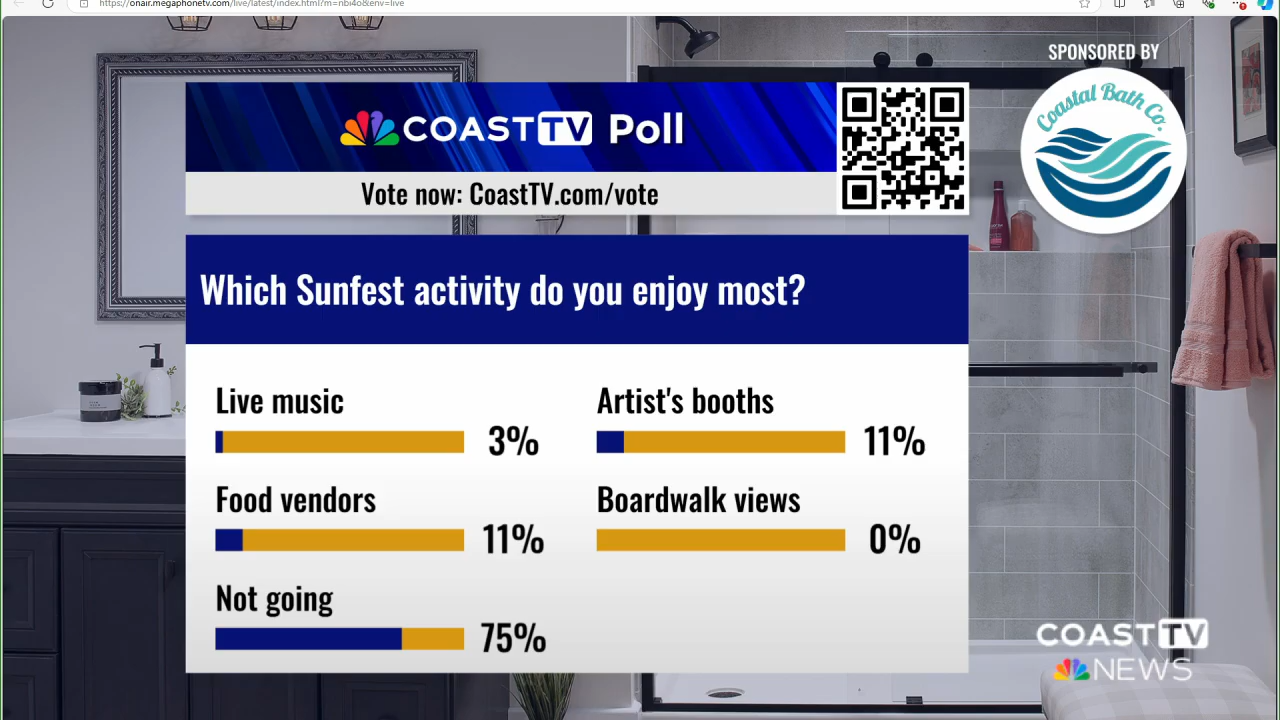 https://onair.megaphonetv.com/live/latest/index.html?m=nbi4o&env=live
SPONSORED BY
Coastal Bath Co.
COAST TV Poll
Vote now: CoastTV.com/vote
Which Sunfest activity do you enjoy most?
Live music
3%
Artist's booths
11%
Food vendors
11%
Boardwalk views
0%
Not going
75%
COAST TV
NEWS